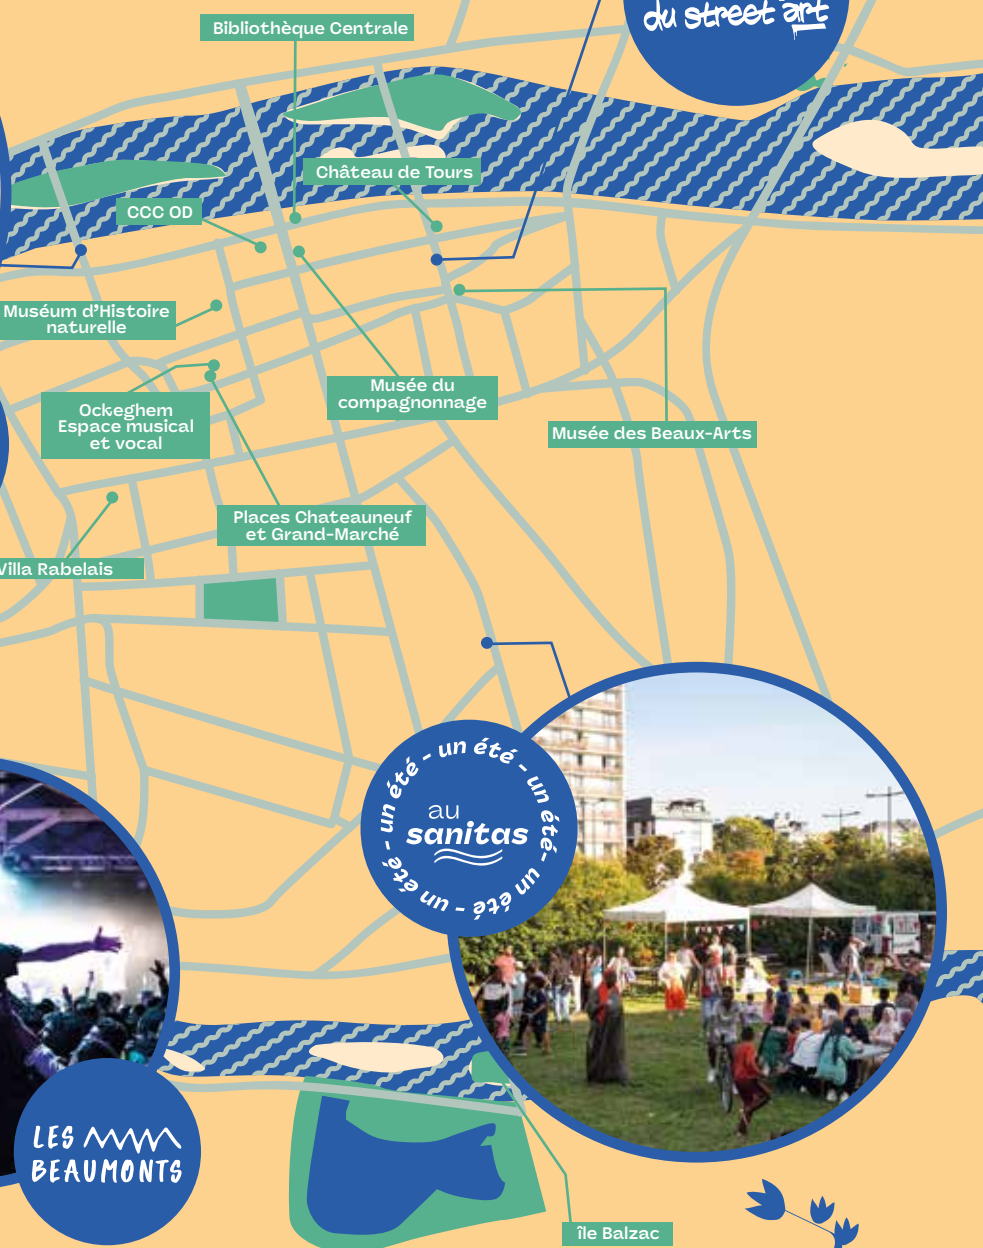 du street art
Bibliothèque Centrale
Château de Tours
CCC OD
Muséum d'Histoire
naturelle
Musée du
compagnonnage
Ockeghem
Espace musical
et vocal
Musée des Beaux-Arts
Places Chateauneuf
et Grand-Marché
Villa Rabelais
un été - un été - un été - un été - un été -
au
sanitas
LES
BEAUMONTS
île Balzac